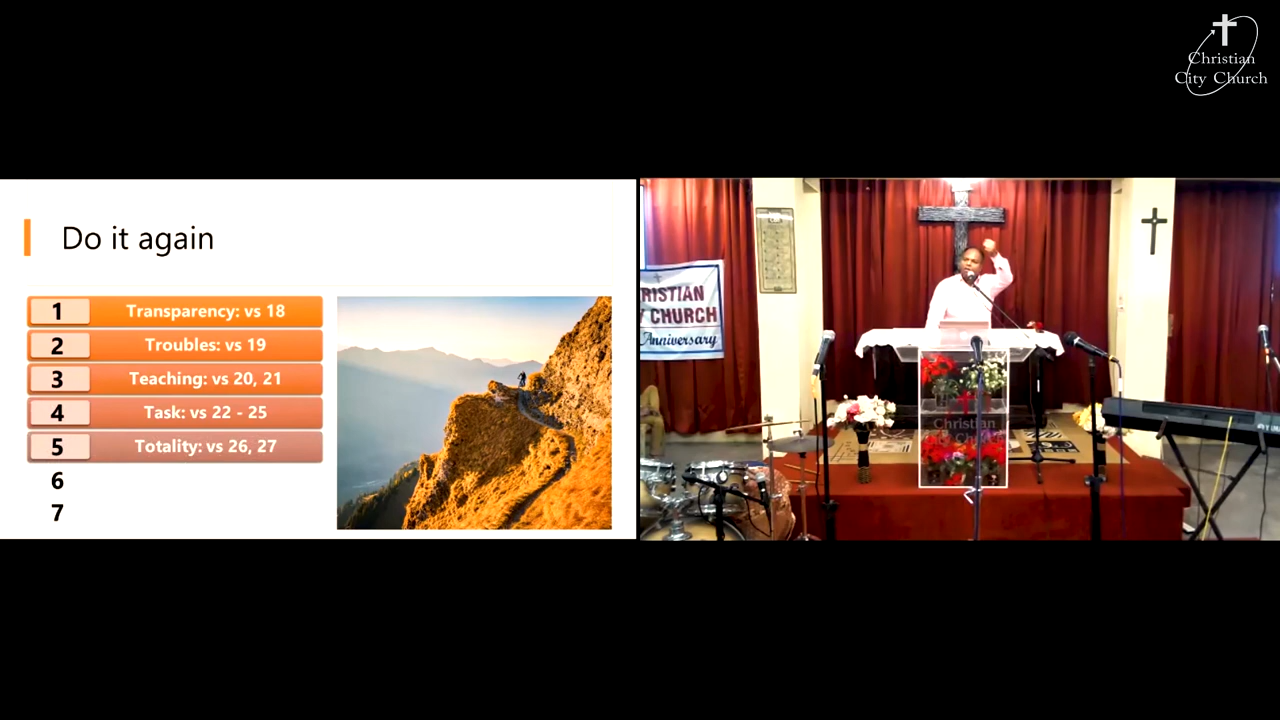 Christian
City Church
Do it again
1 Transparency: vs 18
2 Troubles: vs 19
3 Teaching: vs 20, 21
4 Task: vs 22 - 25
5 Totality: vs 26, 27
6
7
RISTIAN
CHURCH
Anniversary
Christian